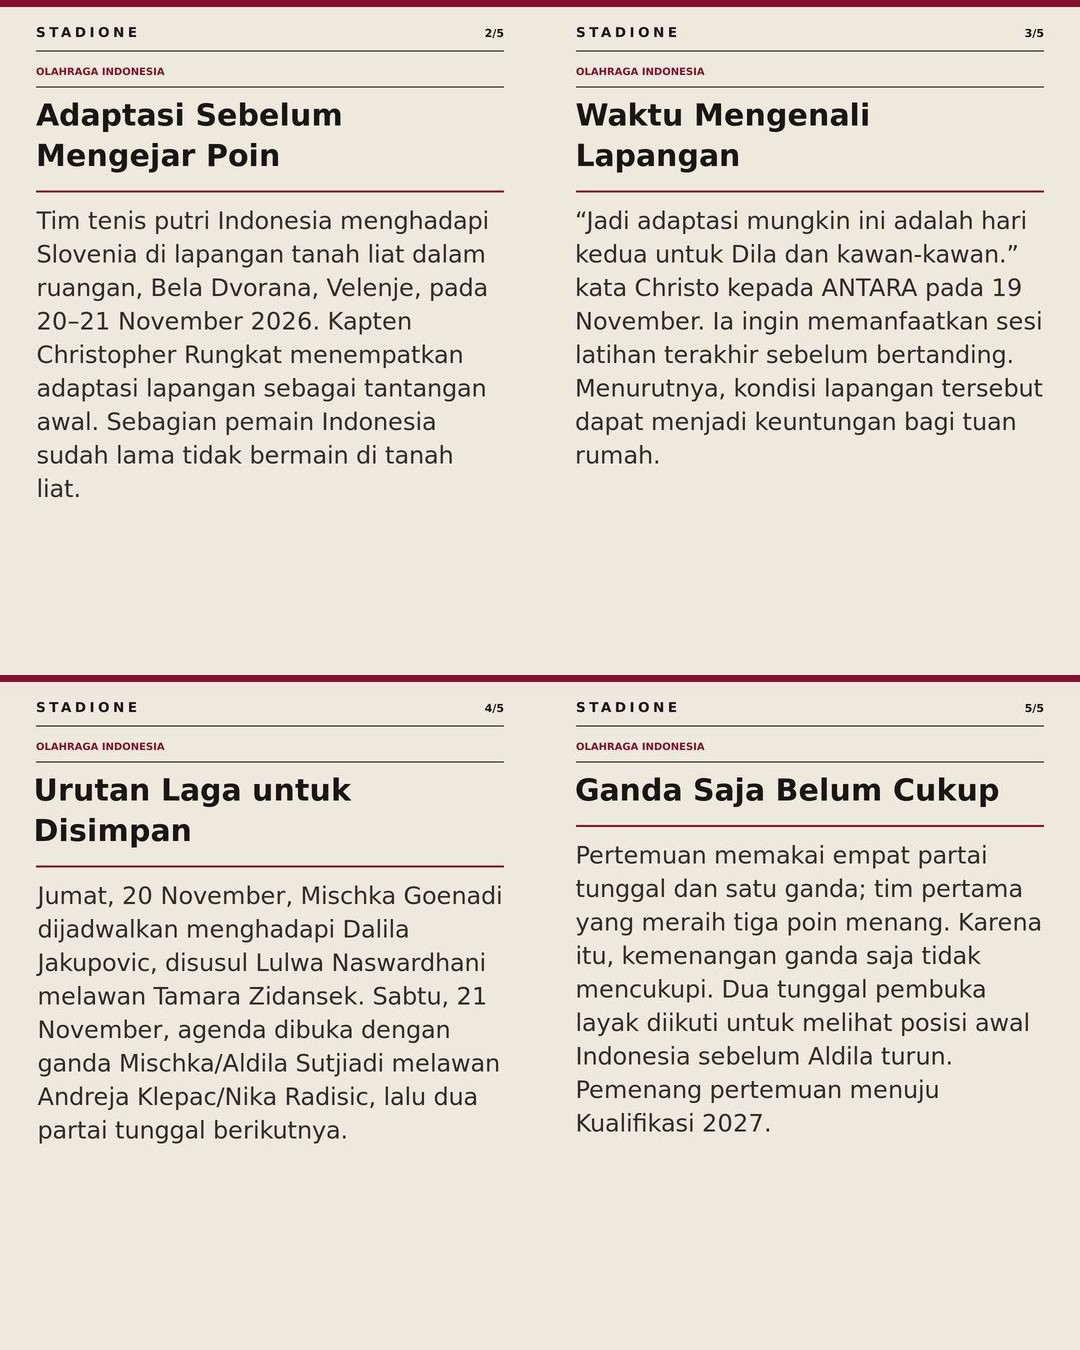 STADIONE
2/5
OLAHRAGA INDONESIA
Adaptasi Sebelum
Mengejar Poin
Tim tenis putri Indonesia menghadapi
Slovenia di lapangan tanah liat dalam
ruangan, Bela Dvorana, Velenje, pada
20–21 November 2026. Kapten
Christopher Rungkat menempatkan
adaptasi lapangan sebagai tantangan
awal. Sebagian pemain Indonesia
sudah lama tidak bermain di tanah
liat.
STADIONE
3/5
OLAHRAGA INDONESIA
Waktu Mengenali
Lapangan
“Jadi adaptasi mungkin ini adalah hari
kedua untuk Dila dan kawan-kawan.”
kata Christo kepada ANTARA pada 19
November. Ia ingin memanfaatkan sesi
latihan terakhir sebelum bertanding.
Menurutnya, kondisi lapangan tersebut
dapat menjadi keuntungan bagi tuan
rumah.
STADIONE
4/5
OLAHRAGA INDONESIA
Urutan Laga untuk
Disimpan
Jumat, 20 November, Mischka Goenadi
dijadwalkan menghadapi Dalila
Jakupovic, disusul Lulwa Naswardhani
melawan Tamara Zidansek. Sabtu, 21
November, agenda dibuka dengan
ganda Mischka/Aldila Sutjiadi melawan
Andreja Klepac/Nika Radisic, lalu dua
partai tunggal berikutnya.
STADIONE
5/5
OLAHRAGA INDONESIA
Ganda Saja Belum Cukup
Pertemuan memakai empat partai
tunggal dan satu ganda; tim pertama
yang meraih tiga poin menang. Karena
itu, kemenangan ganda saja tidak
mencukupi. Dua tunggal pembuka
layak diikuti untuk melihat posisi awal
Indonesia sebelum Aldila turun.
Pemenang pertemuan menuju
Kualifikasi 2027.